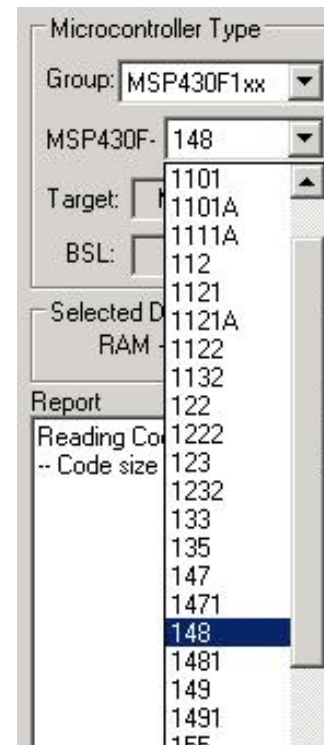 Microcontroller Type
Group: MSP430F1xx
MSP430F- 148
Target:
BSL:
Selected D
RAM -
Report
Reading Co
-- Code size
1101
1101A
1111A
112
1121
1121A
1122
1132
122
1222
123
1232
133
135
147
1471
148
1481
149
1491
155